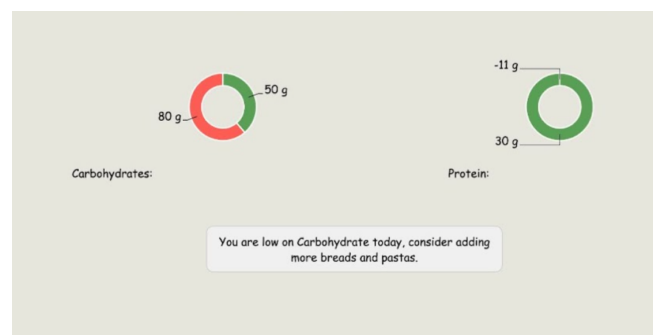 -11 g
50 g
80 g
30 g
Carbohydrates:
Protein:
You are low on Carbohydrate today, consider adding
more breads and pastas.